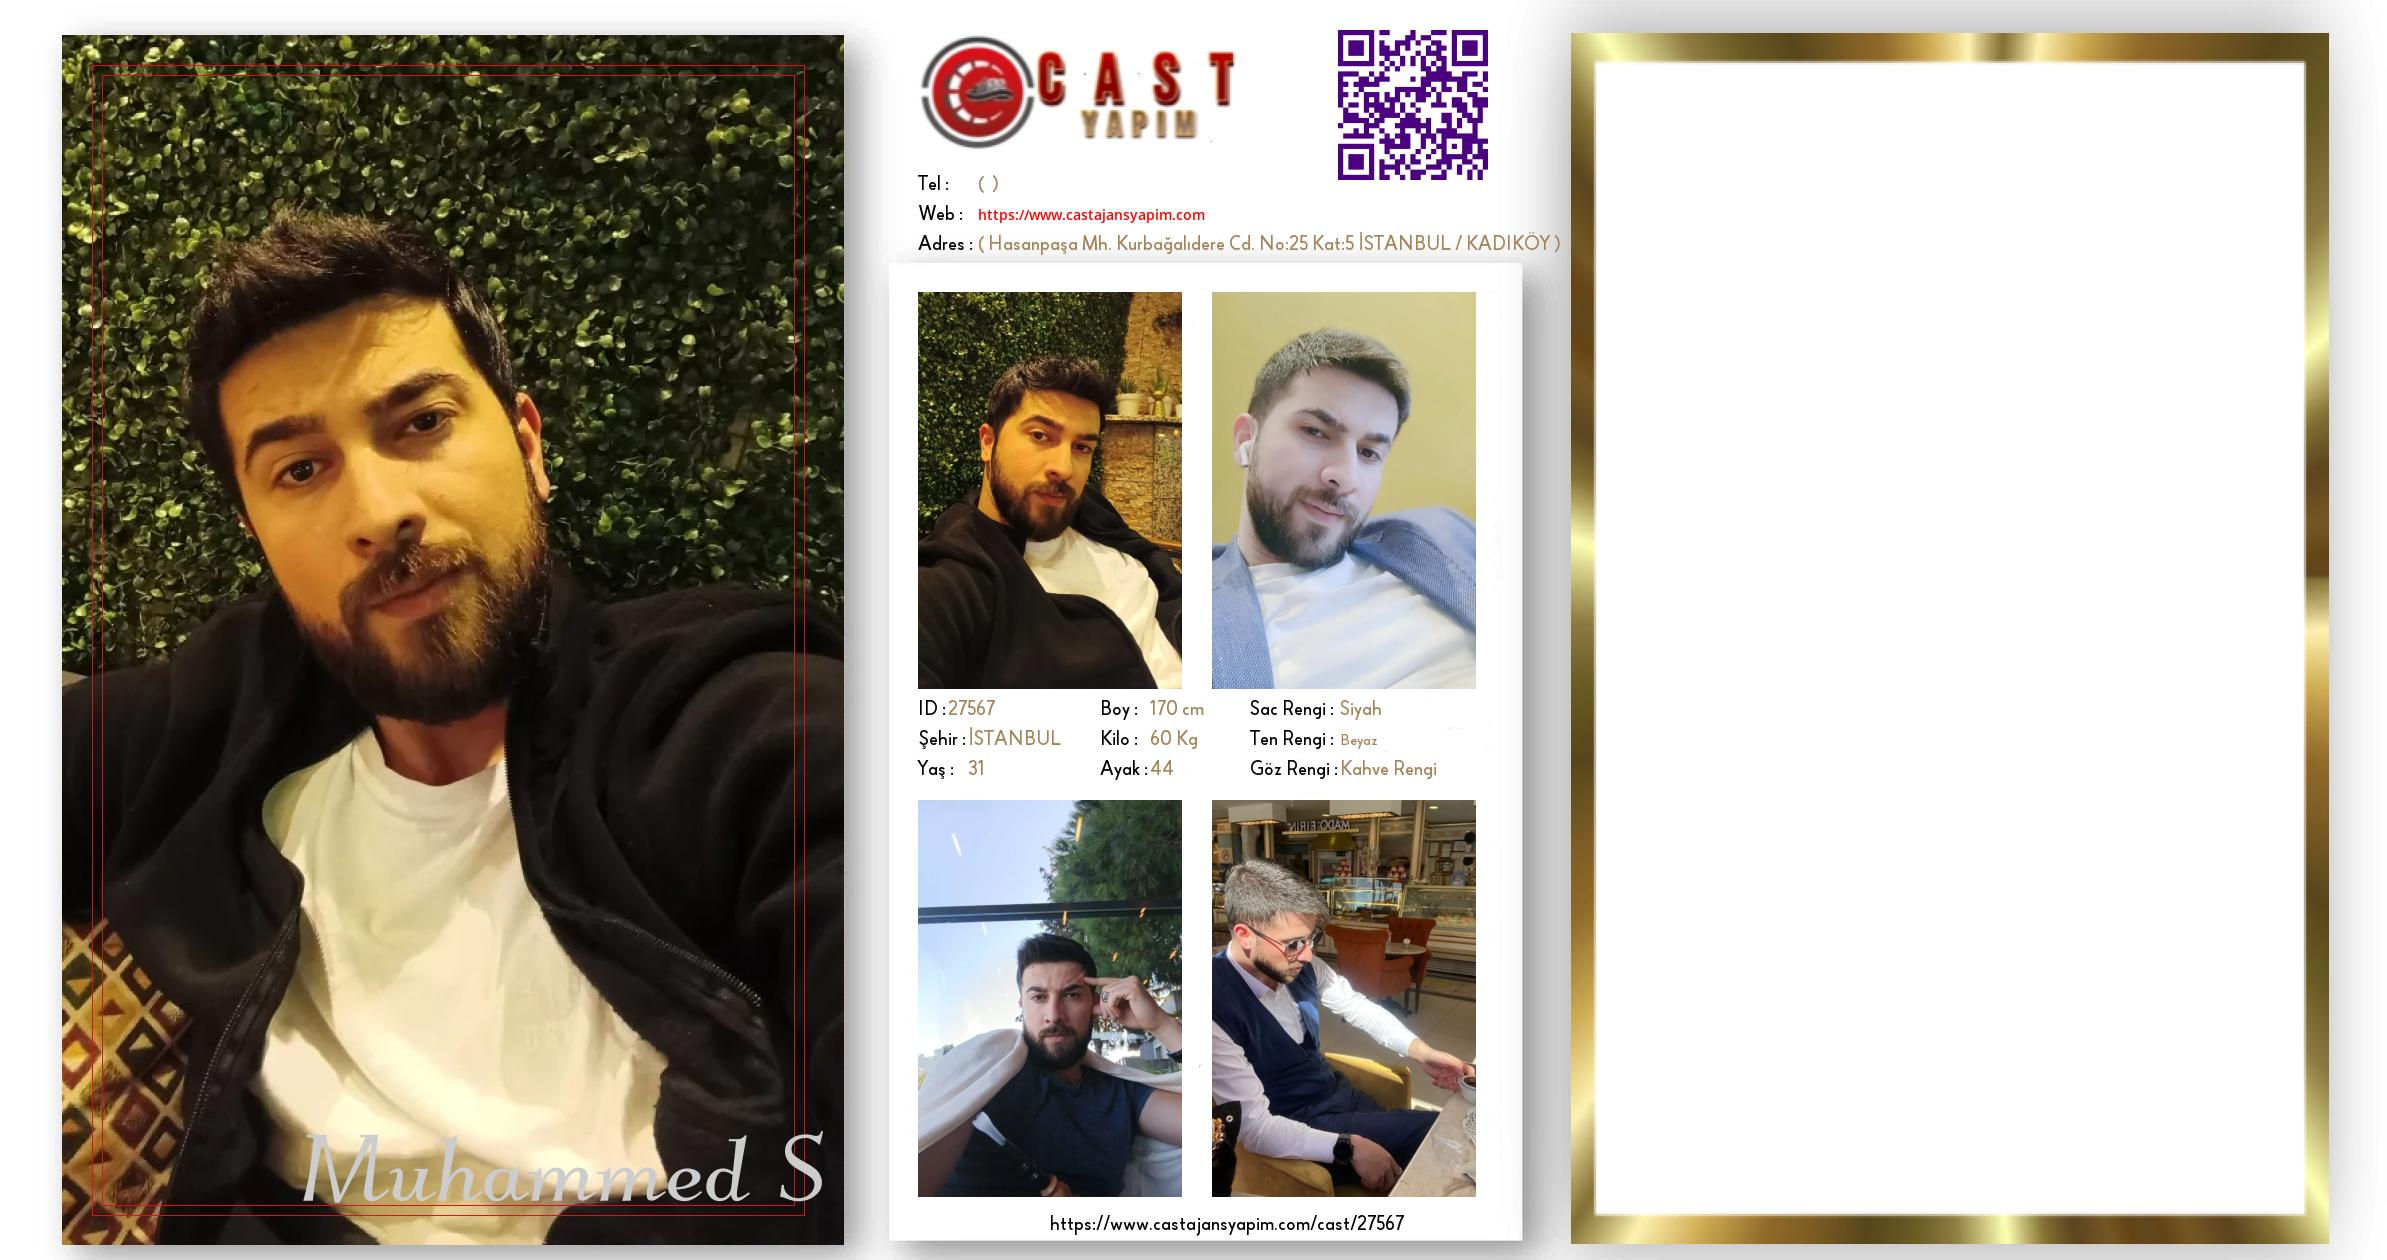 Muhammed S
CAST
YAPIM
Tel : ( )
Web : https://www.castajansyapim.com
Adres : ( Hasanpaşa Mh. Kurbağalıdere Cd. No:25 Kat:5 İSTANBUL / KADIKÖY )
ID : 27567 Boy : 170 cm Sac Rengi : Siyah
Şehir : İSTANBUL Kilo : 60 Kg Ten Rengi : Beyaz
Yaş : 31 Ayak : 44 Göz Rengi : Kahve Rengi
https://www.castajansyapim.com/cast/27567